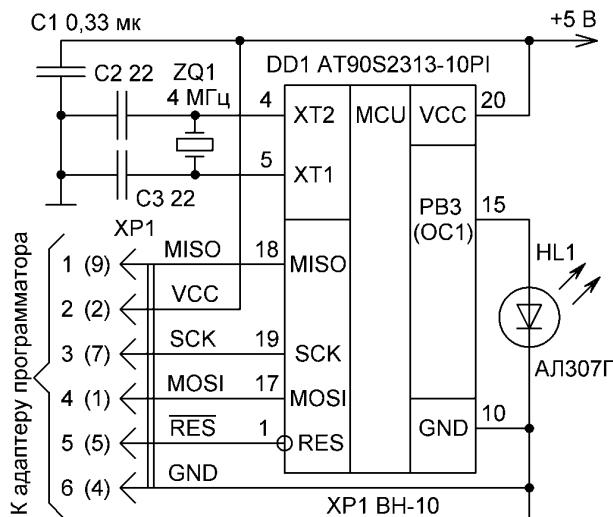 C1 0,33 мк
+5 В
C2 22
ZQ1
4 МГц
DD1 AT90S2313-10PI
4
XT2
MCU
VCC
20
5
XT1
C3 22
XP1
15
PB3
(OC1)
HL1
АЛ307Г
К адаптеру программатора
1 (9)
MISO
18
MISO
2 (2)
VCC
3 (7)
SCK
19
SCK
4 (1)
MOSI
17
MOSI
5 (5)
RES
1
RES
GND
10
6 (4)
GND
XP1 BH-10